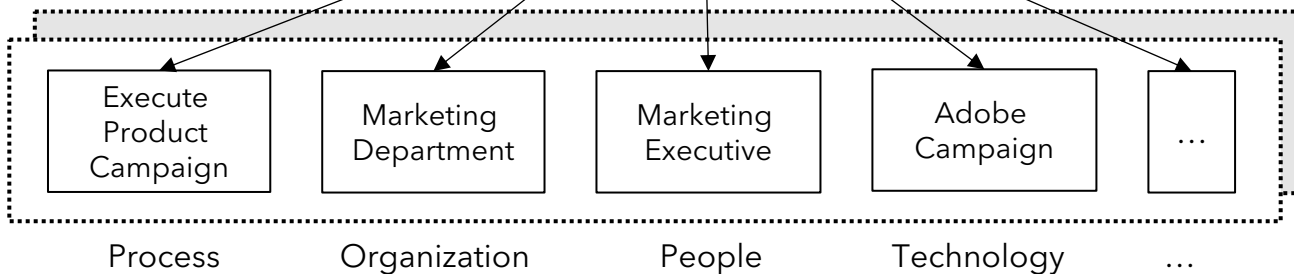 Execute
Product
Campaign
Marketing
Department
Marketing
Executive
Adobe
Campaign
...
Process
Organization
People
Technology
...